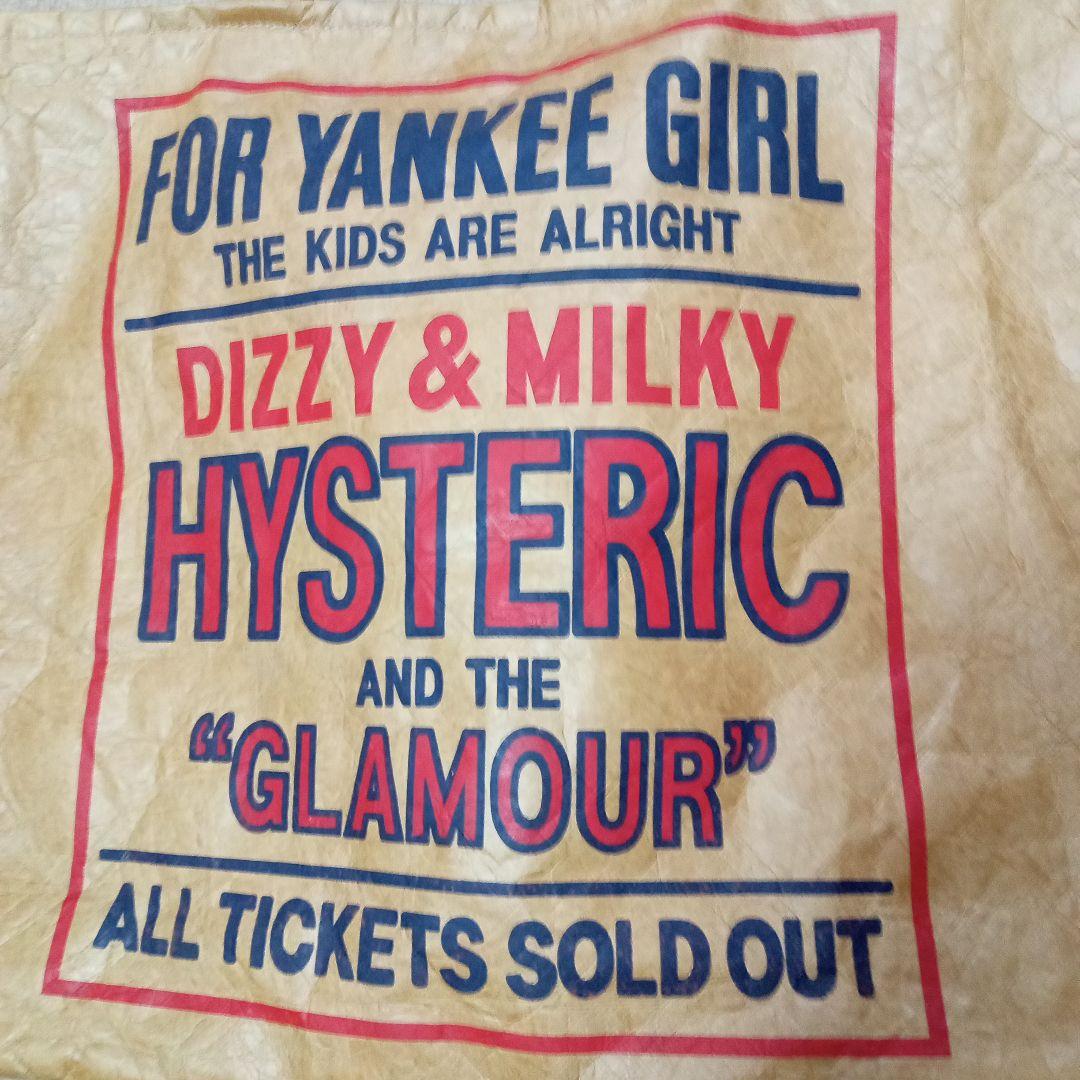 FOR YANKEE GIRL
THE KIDS ARE ALRIGHT
DIZZY & MILKY
HYSTERIC
AND THE
“GLAMOUR”
ALL TICKETS SOLD OUT